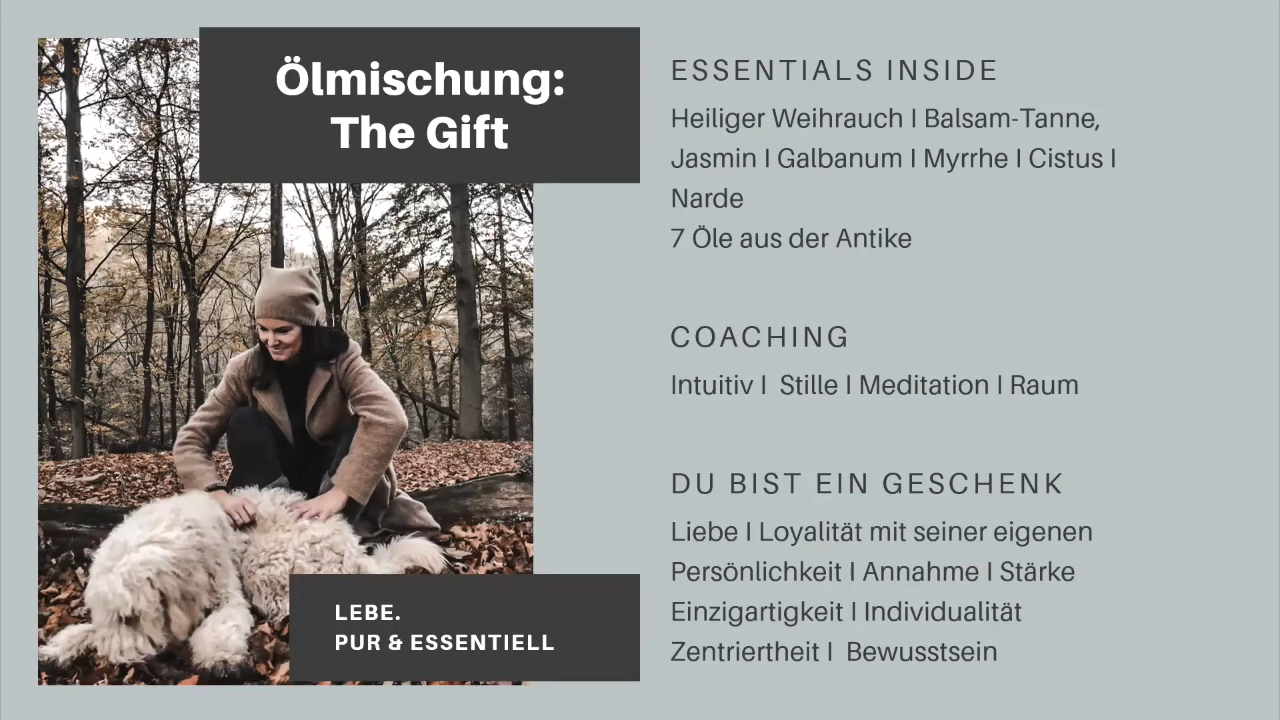 Ölmischung:
The Gift
LEBE.
PUR & ESSENTIELL
ESSENTIALS INSIDE
Heiliger Weihrauch I Balsam-Tanne,
Jasmin I Galbanum I Myrrhe I Cistus I
Narde
7 Öle aus der Antike
COACHING
Intuitiv I  Stille I Meditation I Raum
DU BIST EIN GESCHENK
Liebe I Loyalität mit seiner eigenen
Persönlichkeit I Annahme I Stärke
Einzigartigkeit I Individualität
Zentriertheit I  Bewusstsein